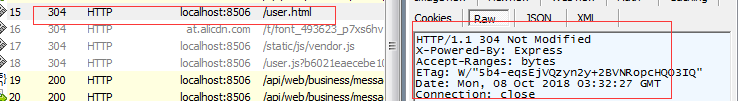 15 304 HTTP localhost:8506 /user.html
16 304 HTTP at.alicdn.com /t/font_493623_p7xs6hv
17 304 HTTP localhost:8506 /static/js/vendor.js
18 304 HTTP localhost:8506 /user.js?b6021eaecebe10
19 200 HTTP localhost:8506 /api/web/business/messa
20 200 HTTP localhost:8506 /api/web/business/messa
Cookies Raw JSON XML
HTTP/1.1 304 Not Modified
X-Powered-By: Express
Accept-Ranges: bytes
ETag: W/"5b4-eqsEjVQzyn2y+2BVNRopcHQO3IQ"
Date: Mon, 08 Oct 2018 03:32:27 GMT
Connection: close